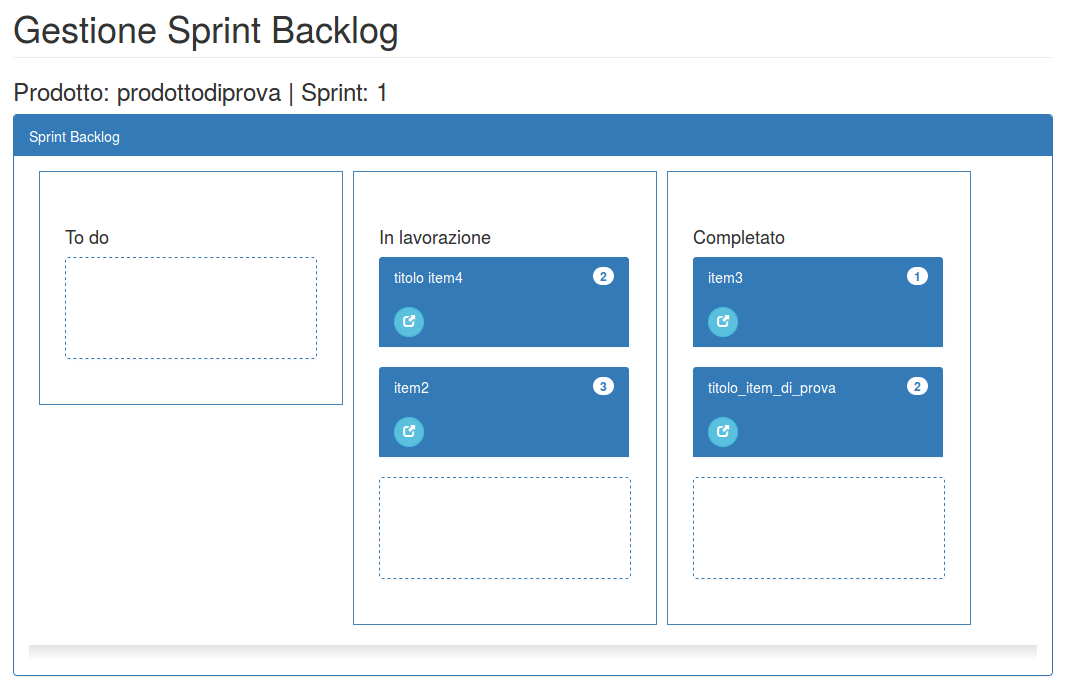 Gestione Sprint Backlog
Prodotto: prodottodiprova | Sprint: 1
Sprint Backlog
To do
In lavorazione
titolo item4 2
item2 3
Completato
item3 1
titolo_item_di_prova 2